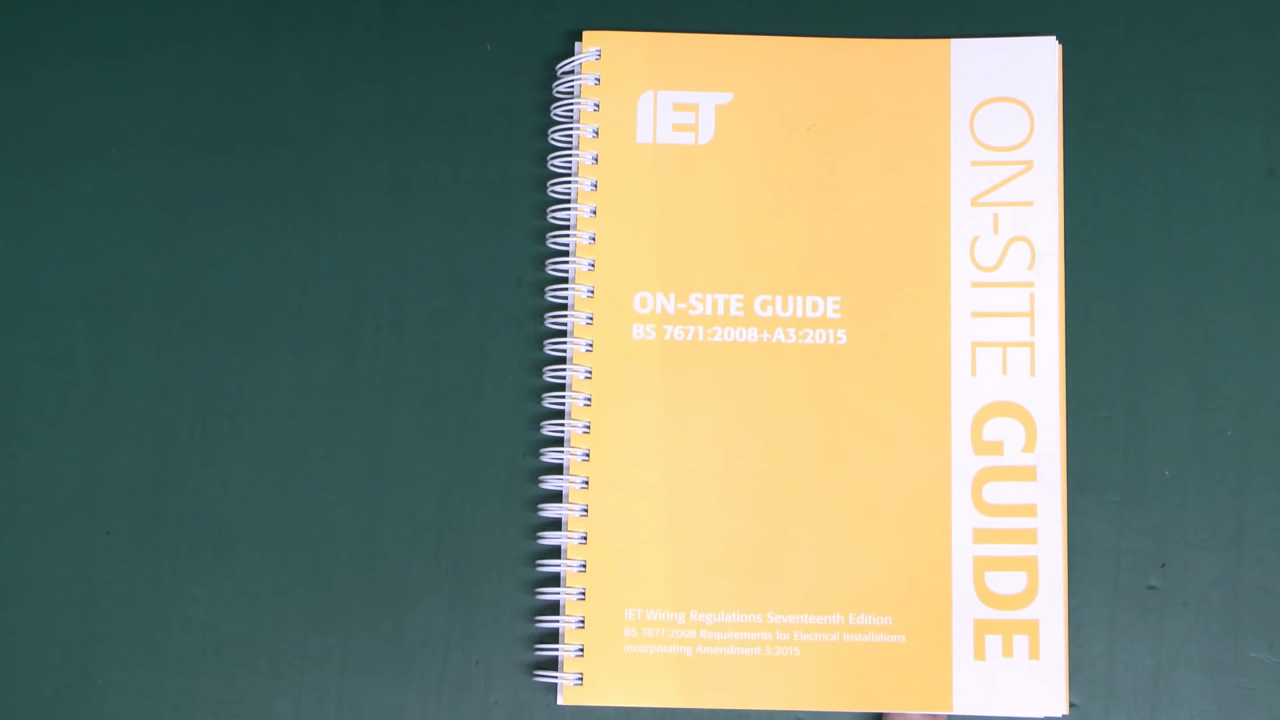 IET
ON-SITE GUIDE
BS 7671:2008+A3:2015
IET Wiring Regulations Seventeenth Edition
BS 7671:2008 Requirements for Electrical Installations
Incorporating Amendment 3:2015
ON-SITE GUIDE